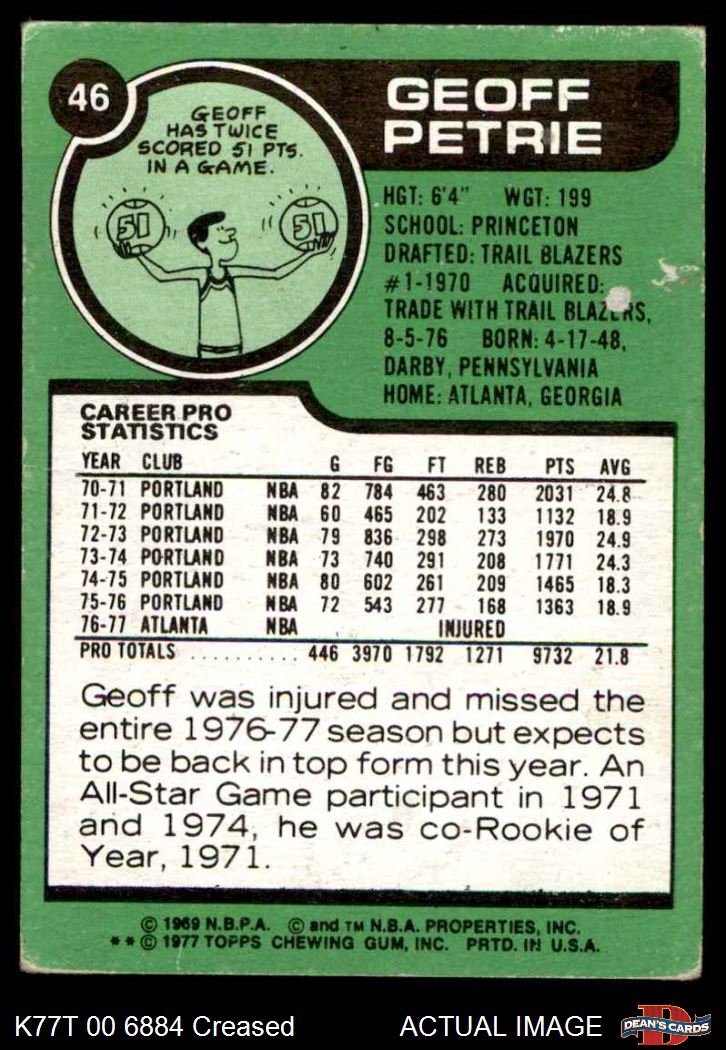 46
GEOFF
HAS TWICE
SCORED 51 PTS.
IN A GAME.
51
51
GEOFF
PETRIE
HGT: 6'4" WGT: 199
SCHOOL: PRINCETON
DRAFTED: TRAIL BLAZERS
#1-1970 ACQUIRED:
TRADE WITH TRAIL BLAZERS,
8-5-76 BORN: 4-17-48,
DARBY, PENNSYLVANIA
HOME: ATLANTA, GEORGIA
CAREER PRO
STATISTICS
YEAR CLUB G FG FT REB PTS AVG
70-71 PORTLAND NBA 82 784 463 280 2031 24.8
71-72 PORTLAND NBA 60 465 202 133 1132 18.9
72-73 PORTLAND NBA 79 836 298 273 1970 24.9
73-74 PORTLAND NBA 73 740 291 208 1771 24.3
74-75 PORTLAND NBA 80 602 261 209 1465 18.3
75-76 PORTLAND NBA 72 543 277 168 1363 18.9
76-77 ATLANTA NBA INJURED
PRO TOTALS .......... 446 3970 1792 1271 9732 21.8
Geoff was injured and missed the
entire 1976-77 season but expects
to be back in top form this year. An
All-Star Game participant in 1971
and 1974, he was co-Rookie of
Year, 1971.
© 1969 N.B.P.A. © and TM N.B.A. PROPERTIES, INC.
** © 1977 TOPPS CHEWING GUM, INC. PRTD. IN U.S.A.
K77T 00 6884 Creased ACTUAL IMAGE
D
DEAN'S CARDS